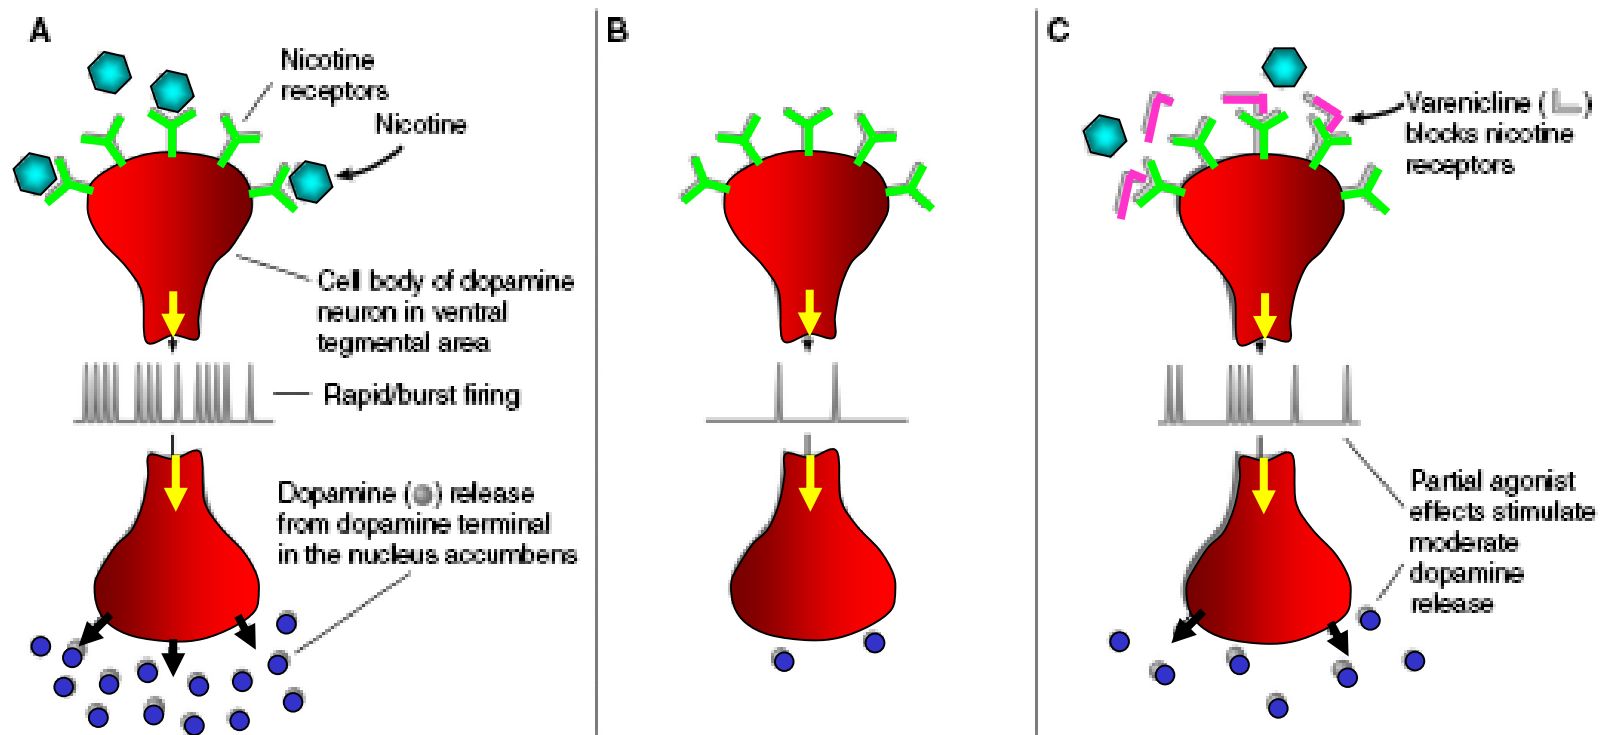 A
Nicotine
receptors
Nicotine
Cell body of dopamine
neuron in ventral
tegmental area
Rapid/burst firing
Dopamine ( ) release
from dopamine terminal
in the nucleus accumbens
B
C
Varenicline ( )
blocks nicotine
receptors
Partial agonist
effects stimulate
moderate
dopamine
release